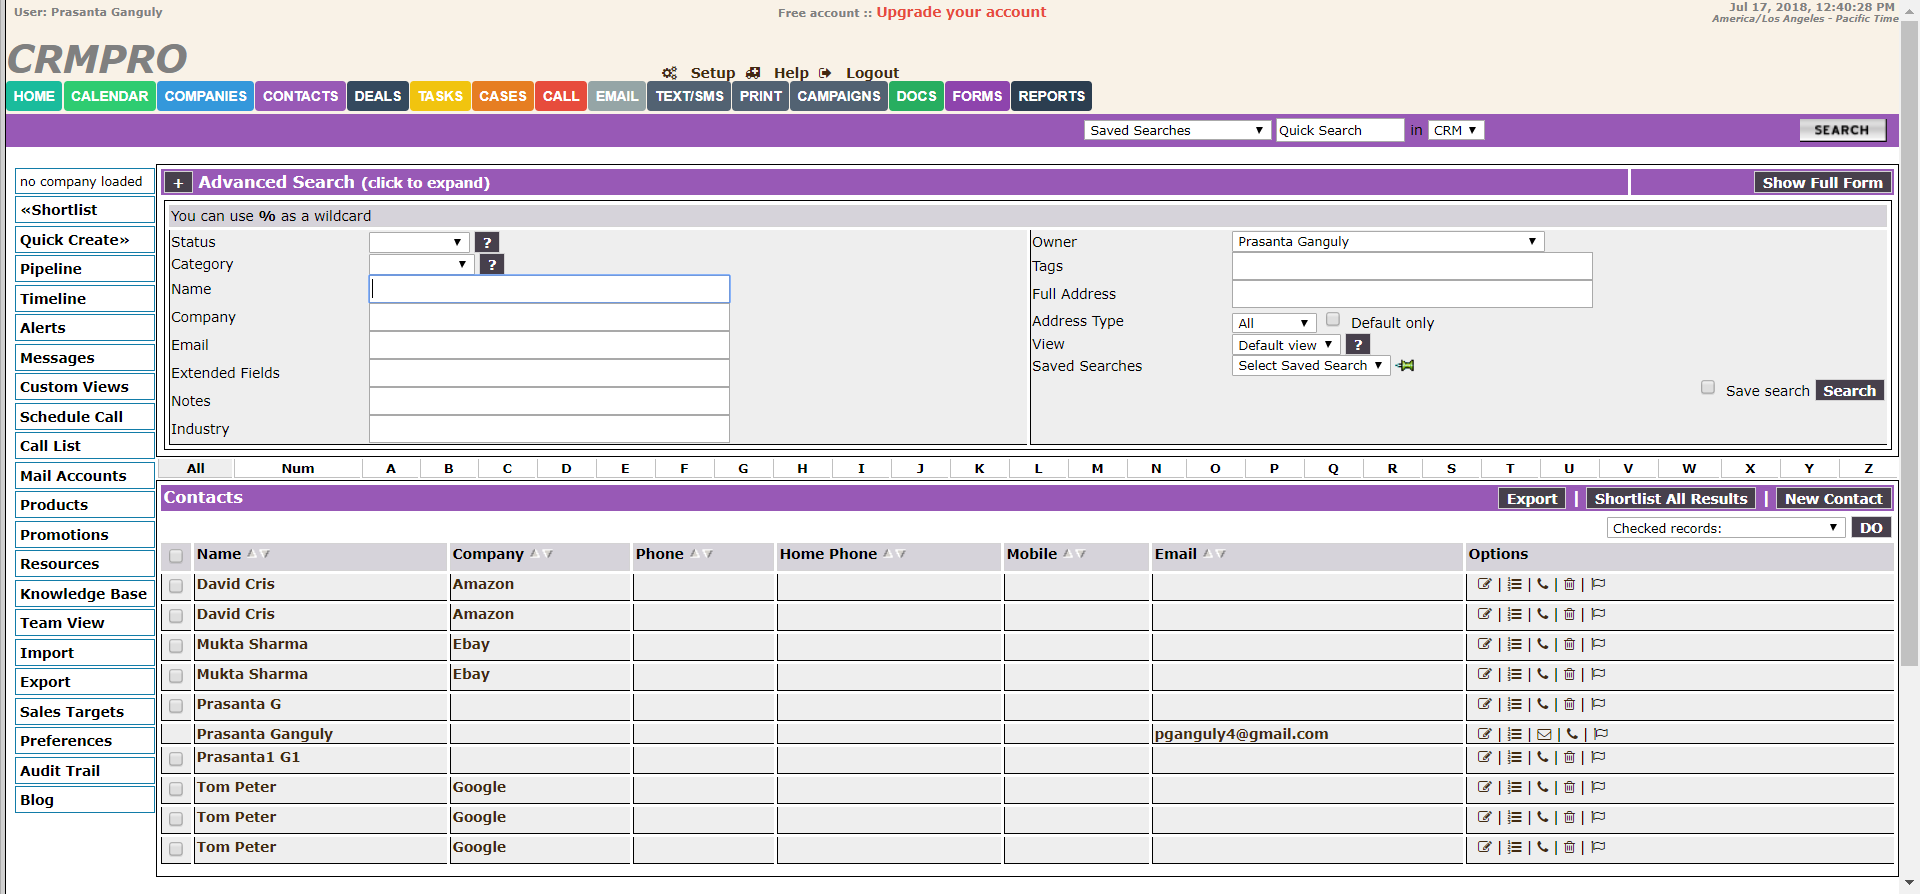 User: Prasanta Ganguly
Free account :: Upgrade your account
Jul 17, 2018, 12:40:28 PM
America/Los Angeles - Pacific Time
CRMPRO
Setup Help Logout
HOME CALENDAR COMPANIES CONTACTS DEALS TASKS CASES CALL EMAIL TEXT/SMS PRINT CAMPAIGNS DOCS FORMS REPORTS
Saved Searches Quick Search in CRM SEARCH
no company loaded
«Shortlist
Quick Create»
Pipeline
Timeline
Alerts
Messages
Custom Views
Schedule Call
Call List
Mail Accounts
Products
Promotions
Resources
Knowledge Base
Team View
Import
Export
Sales Targets
Preferences
Audit Trail
Blog
+ Advanced Search (click to expand) Show Full Form
You can use % as a wildcard
Status ?
Category ?
Name
Company
Email
Extended Fields
Notes
Industry
Owner Prasanta Ganguly
Tags
Full Address
Address Type All Default only
View Default view ?
Saved Searches Select Saved Search
Save search Search
All Num A B C D E F G H I J K L M N O P Q R S T U V W X Y Z
Contacts Export | Shortlist All Results | New Contact
Checked records: DO
Name Company Phone Home Phone Mobile Email Options
David Cris Amazon | | | |
David Cris Amazon | | | |
Mukta Sharma Ebay | | | |
Mukta Sharma Ebay | | | |
Prasanta G | | | |
Prasanta Ganguly pganguly4@gmail.com | | | |
Prasanta1 G1 | | | |
Tom Peter Google | | | |
Tom Peter Google | | | |
Tom Peter Google | | | |